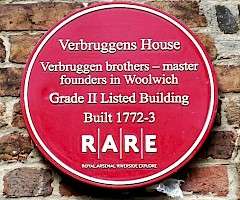 Verbruggens House
Verbruggen brothers – master
founders in Woolwich
Grade II Listed Building
Built 1772-3
R|A|R|E
ROYAL ARSENAL RIVERSIDE EXPLORE